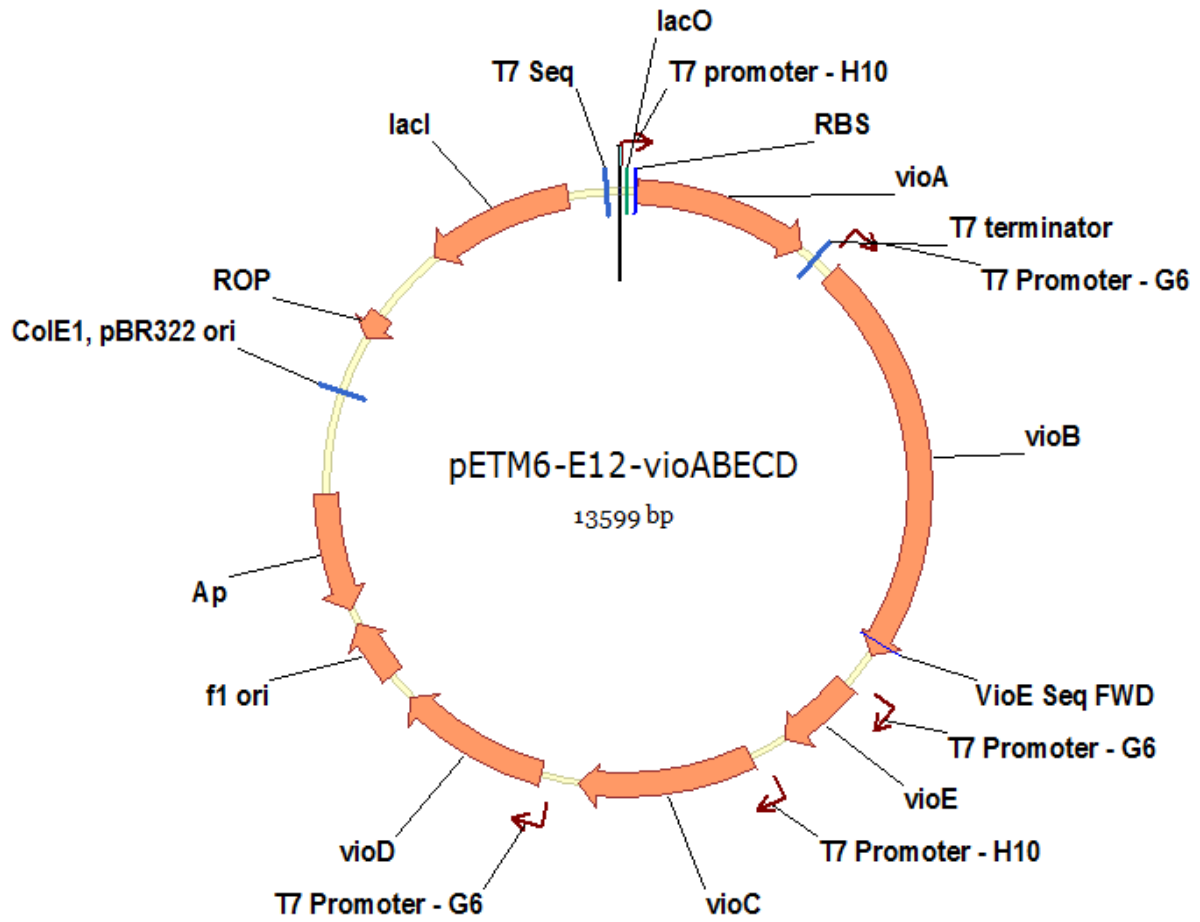 lacO
T7 Seq
T7 promoter - H10
lacI
RBS
vioA
T7 terminator
ROP
T7 Promoter - G6
ColE1, pBR322 ori
vioB
pETM6-E12-vioABECD
13599 bp
Ap
f1 ori
VioE Seq FWD
T7 Promoter - G6
vioE
vioD
T7 Promoter - H10
T7 Promoter - G6
vioC